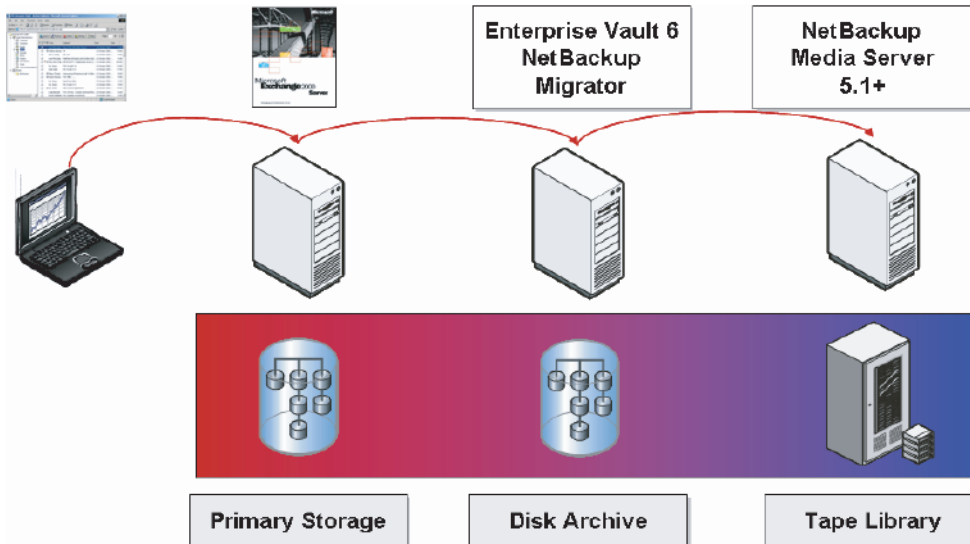 Microsoft
Exchange 2003
Server
Enterprise Vault 6
NetBackup
Migrator
NetBackup
Media Server
5.1+
Primary Storage
Disk Archive
Tape Library